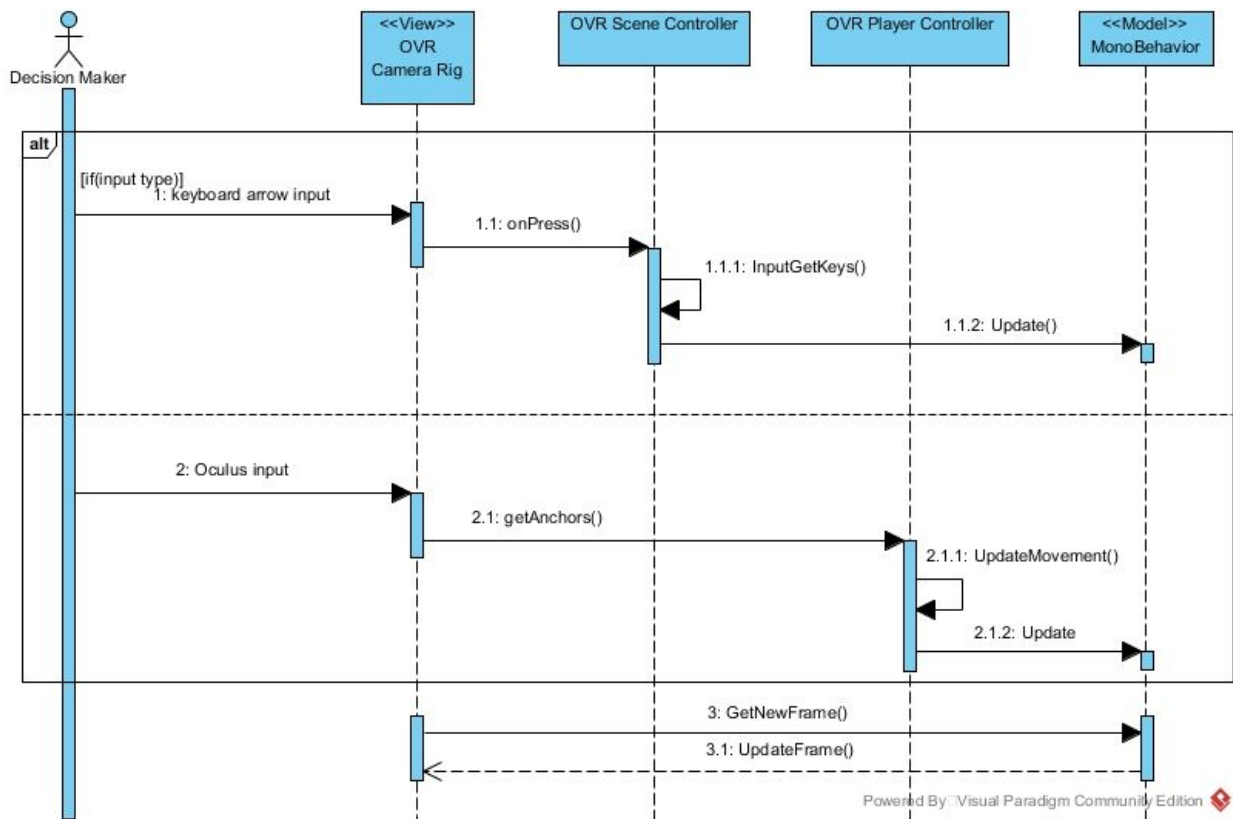 <<View>>
OVR
Camera Rig
OVR Scene Controller
OVR Player Controller
<<Model>>
MonoBehavior
Decision Maker
alt
[if(input type)]
1: keyboard arrow input
1.1: onPress()
1.1.1: InputGetKeys()
1.1.2: Update()
2: Oculus input
2.1: getAnchors()
2.1.1: UpdateMovement()
2.1.2: Update
3: GetNewFrame()
3.1: UpdateFrame()
Powered By Visual Paradigm Community Edition